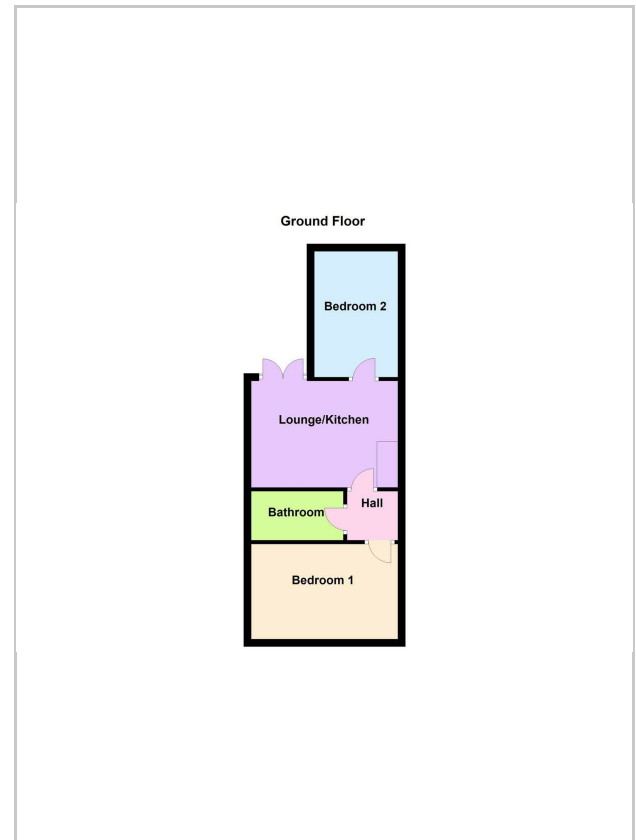 Ground Floor
Bedroom 2
Lounge/Kitchen
Hall
Bathroom
Bedroom 1